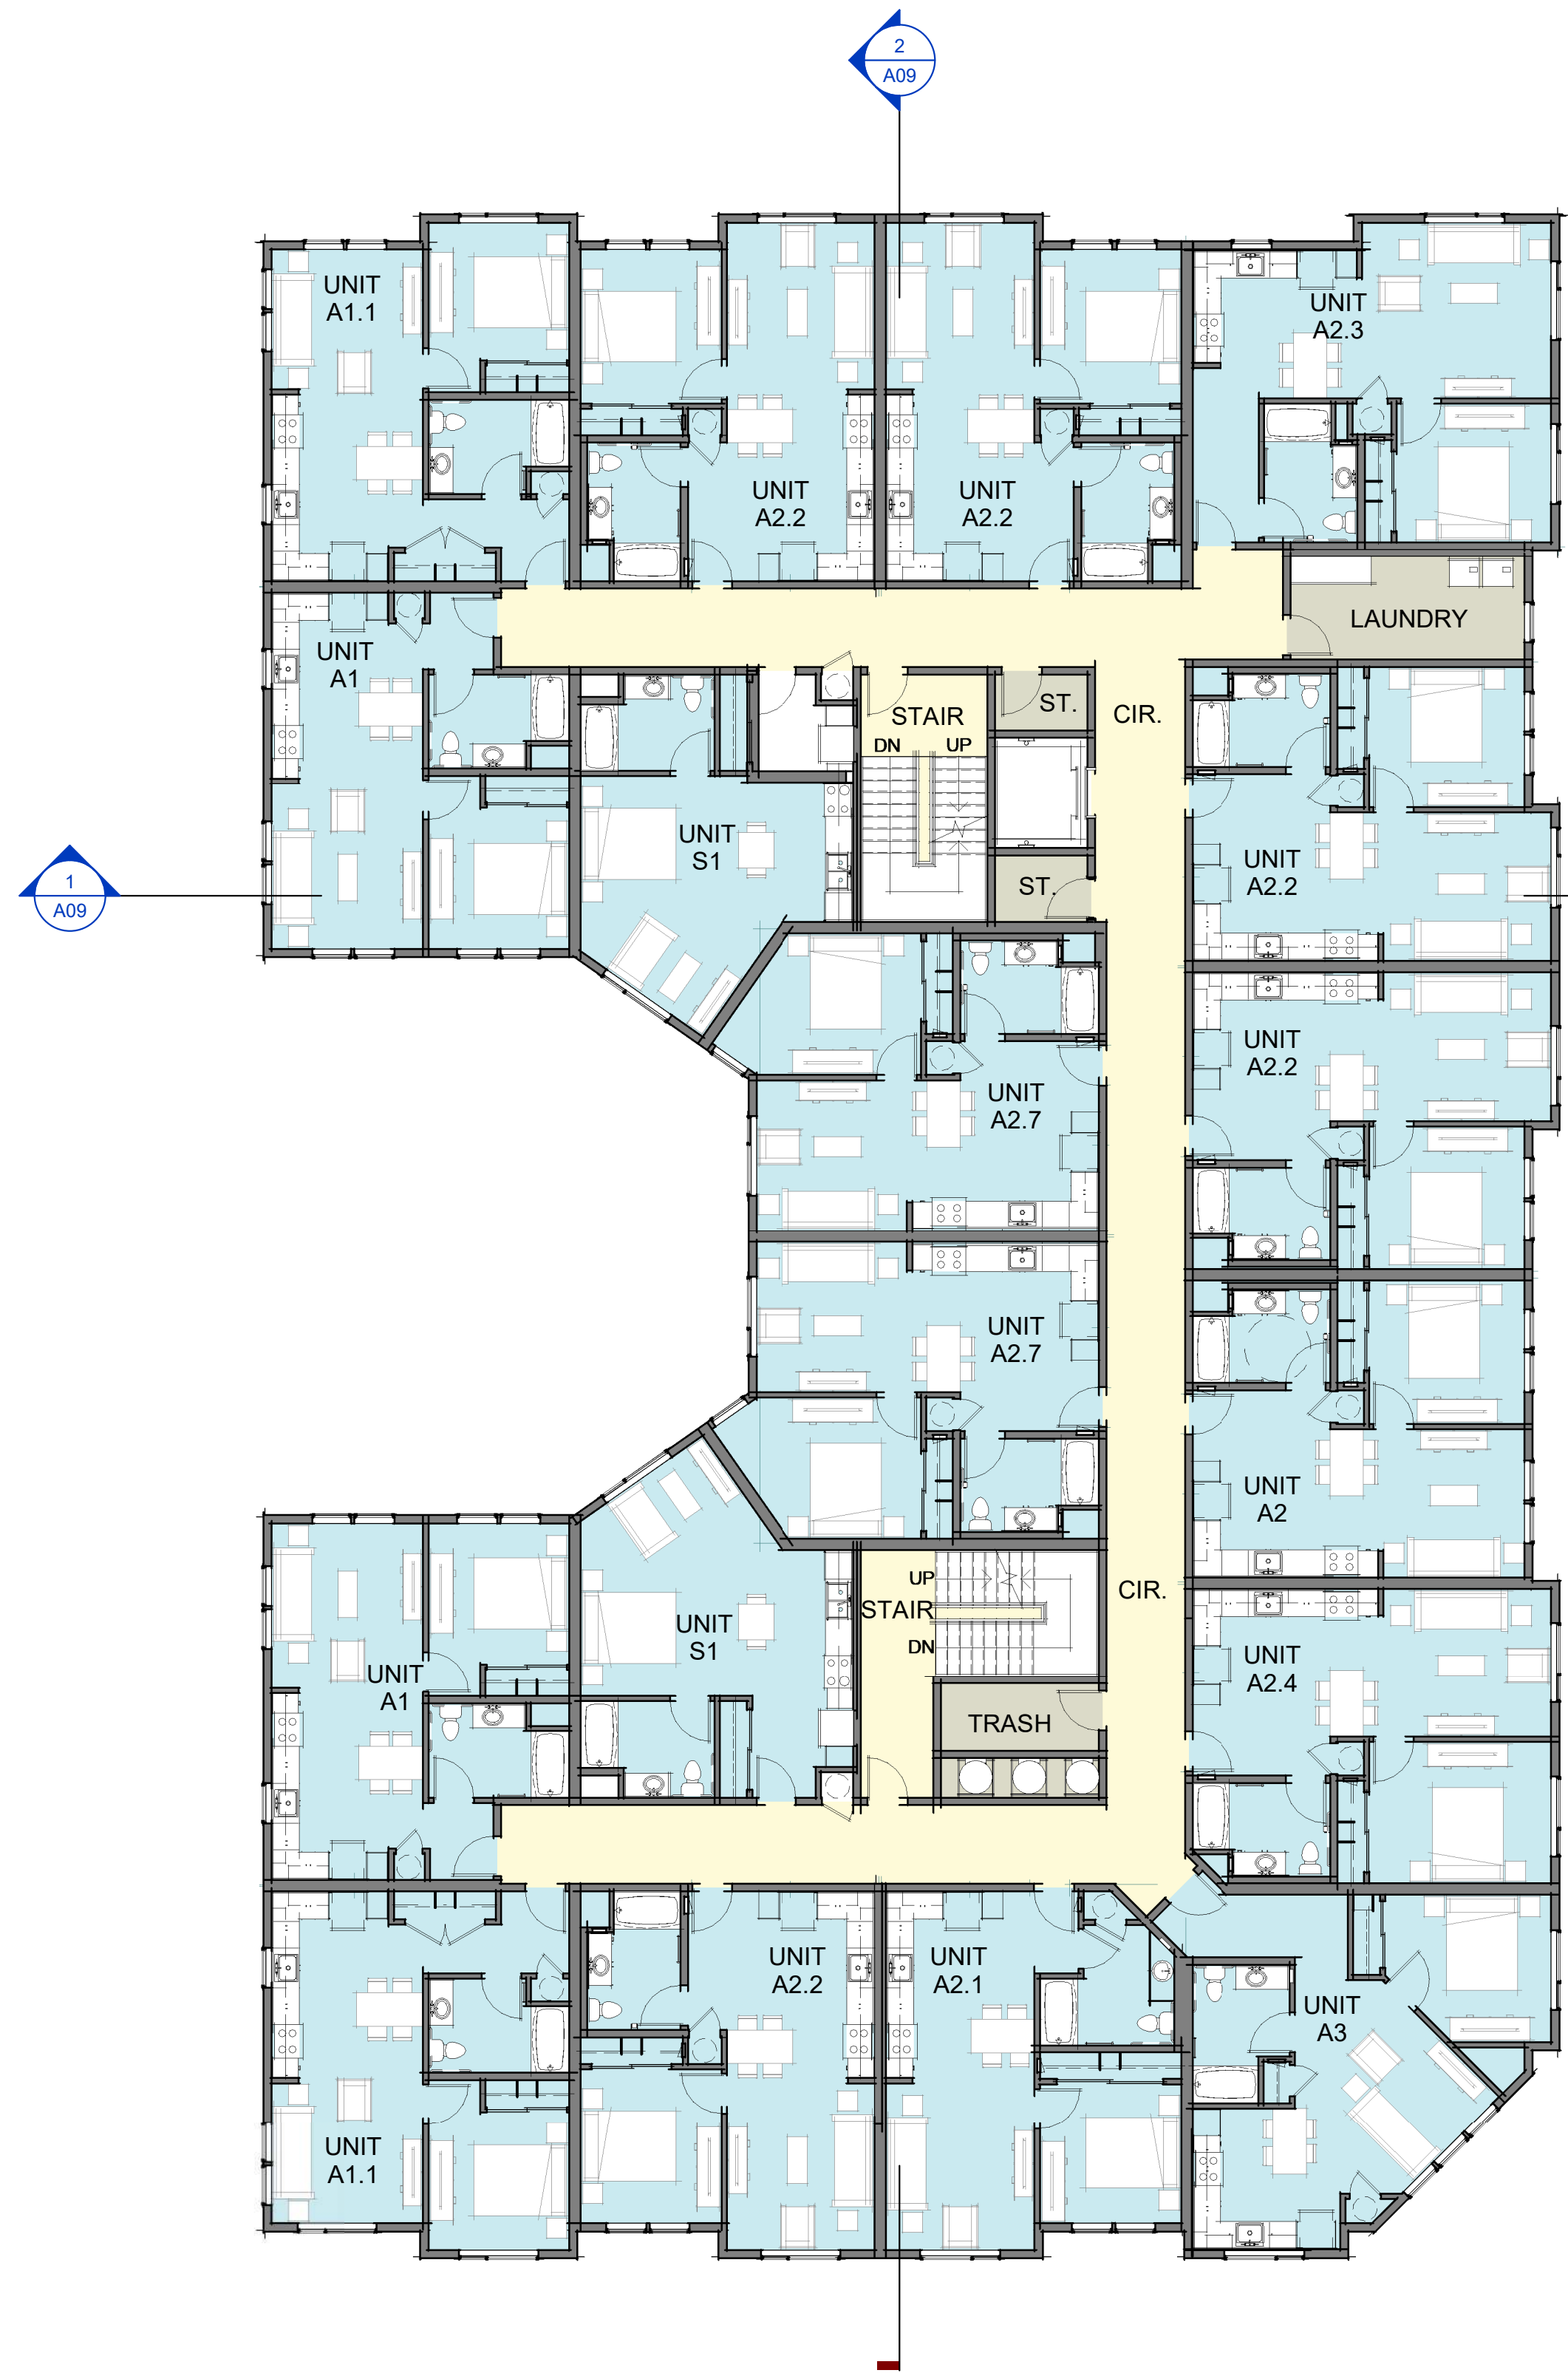 2
A09
UNIT
A1.1
UNIT
A2.3
UNIT
A2.2
UNIT
A2.2
LAUNDRY
UNIT
A1
STAIR
DN UP
ST.
CIR.
UNIT
S1
UNIT
A2.2
ST.
1
A09
UNIT
A2.2
UNIT
A2.7
UNIT
A2.7
UNIT
A2
UP
STAIR
DN
CIR.
UNIT
S1
UNIT
A2.4
UNIT
A1
TRASH
UNIT
A2.2
UNIT
A2.1
UNIT
A3
UNIT
A1.1